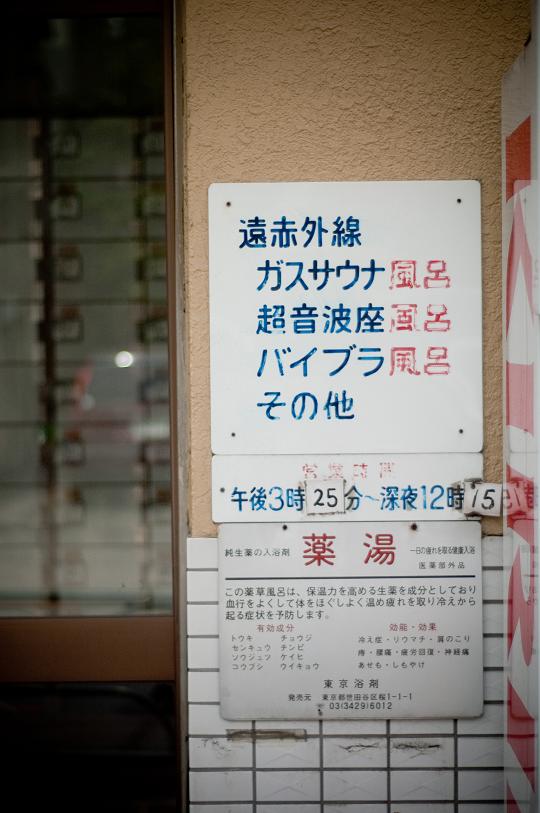 遠赤外線
ガスサウナ風呂
超音波座風呂
バイブラ風呂
その他
営業時間
午後3時25分〜深夜12時15
純生薬の入浴剤 薬湯 一日の疲れを取る健康入浴
医薬部外品
この薬草風呂は、保温力を高める生薬を成分としており
血行をよくして体をほぐしよく温め疲れを取り冷えから
起る症状を予防します。
有効成分 効能・効果
トウキ チョウジ 冷え症・リウマチ・肩のこり
センキュウ チンピ 痔・腰痛・疲労回復・神経痛
ソウジュツ ケイヒ あせも・しもやけ
コウブシ ウイキョウ
東京浴剤
発売元 東京都世田谷区桜1-1-1
☎ 03(3429)6012